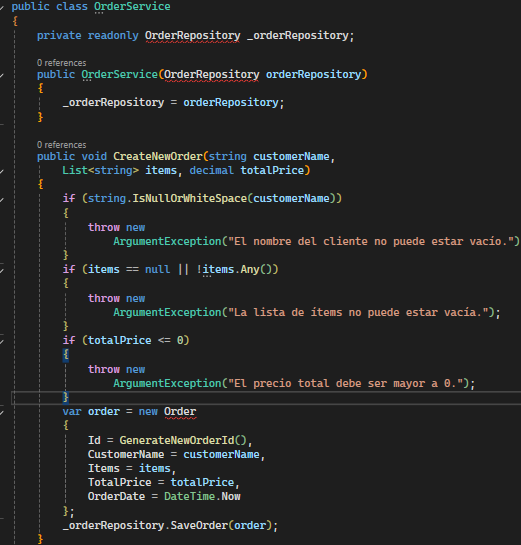 public class OrderService
{
    private readonly OrderRepository _orderRepository;
    0 references
    public OrderService(OrderRepository orderRepository)
    {
        _orderRepository = orderRepository;
    }
    0 references
    public void CreateNewOrder(string customerName,
        List<string> items, decimal totalPrice)
    {
        if (string.IsNullOrWhiteSpace(customerName))
        {
            throw new
                ArgumentException("El nombre del cliente no puede estar vacío.")
        }
        if (items == null || !items.Any())
        {
            throw new
                ArgumentException("La lista de ítems no puede estar vacía.");
        }
        if (totalPrice <= 0)
        {
            throw new
                ArgumentException("El precio total debe ser mayor a 0.");
        }
        var order = new Order
        {
            Id = GenerateNewOrderId(),
            CustomerName = customerName,
            Items = items,
            TotalPrice = totalPrice,
            OrderDate = DateTime.Now
        };
        _orderRepository.SaveOrder(order);
    }